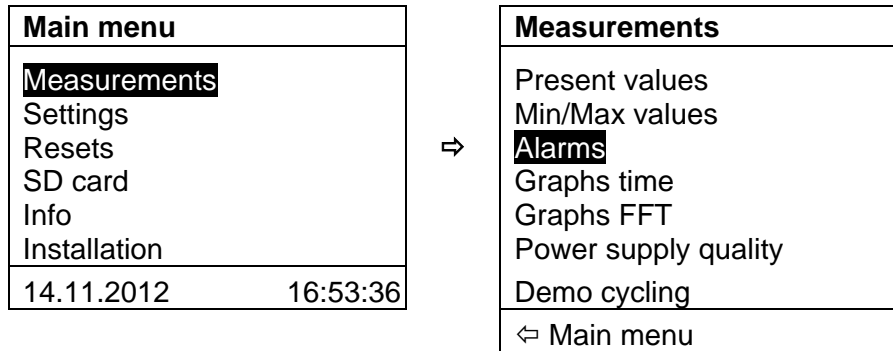 Main menu
Measurements
Settings
Resets
SD card
Info
Installation
14.11.2012 16:53:36
⇨
Measurements
Present values
Min/Max values
Alarms
Graphs time
Graphs FFT
Power supply quality
Demo cycling
⇦ Main menu